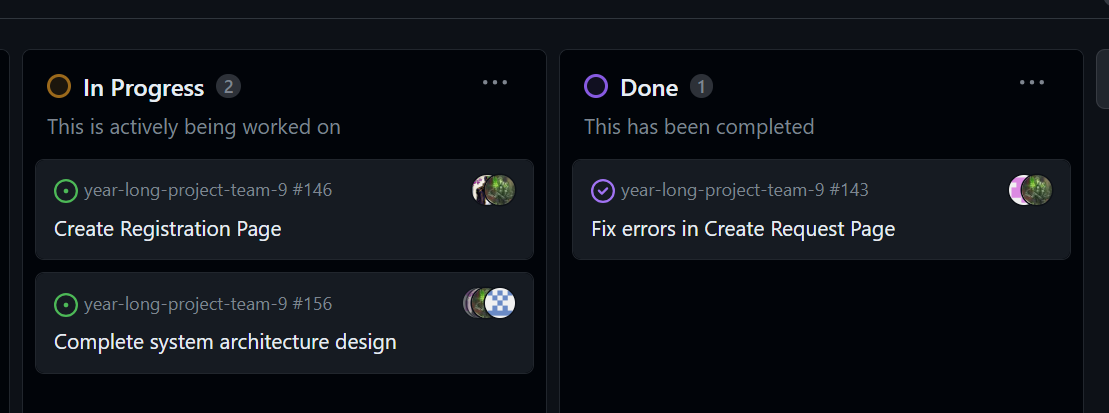 In Progress 2
This is actively being worked on
year-long-project-team-9 #146
Create Registration Page
year-long-project-team-9 #156
Complete system architecture design
Done 1
This has been completed
year-long-project-team-9 #143
Fix errors in Create Request Page